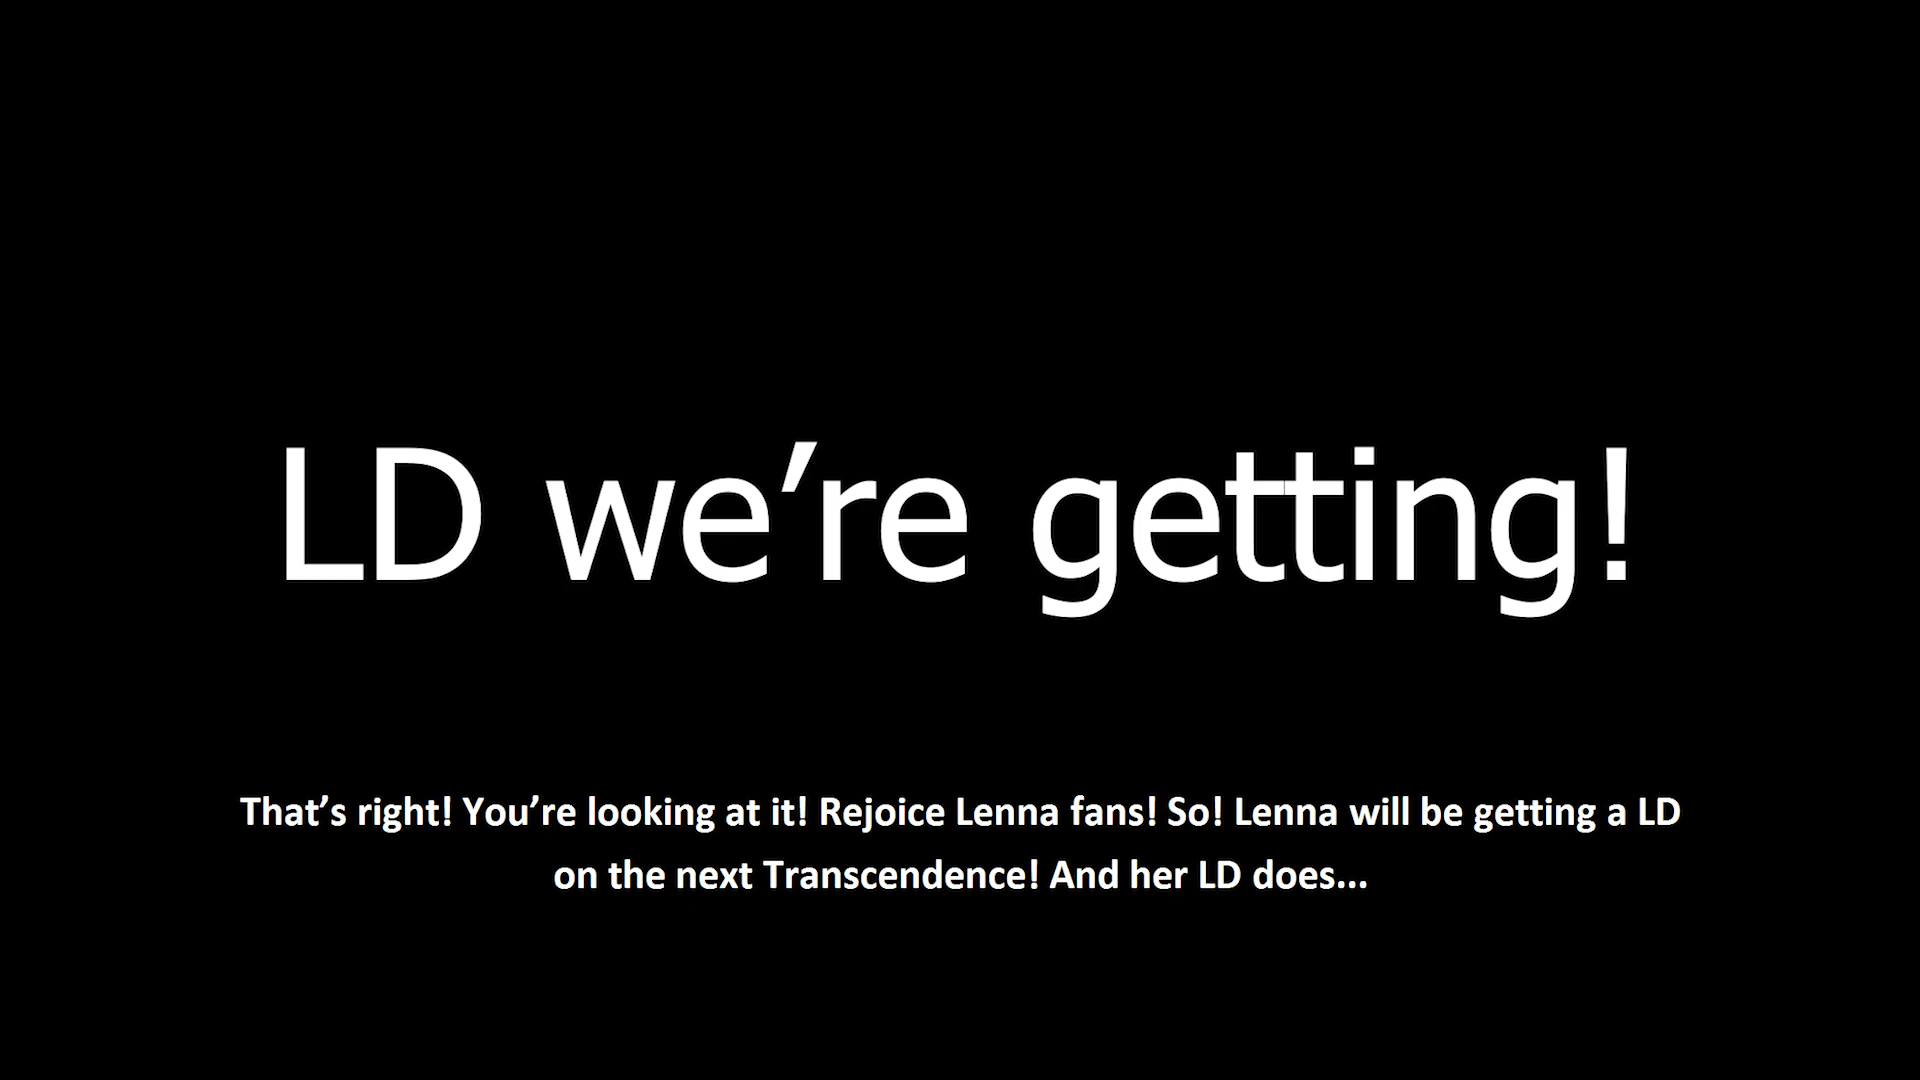 LD we’re getting!
That’s right! You’re looking at it! Rejoice Lenna fans! So! Lenna will be getting a LD
on the next Transcendence! And her LD does...